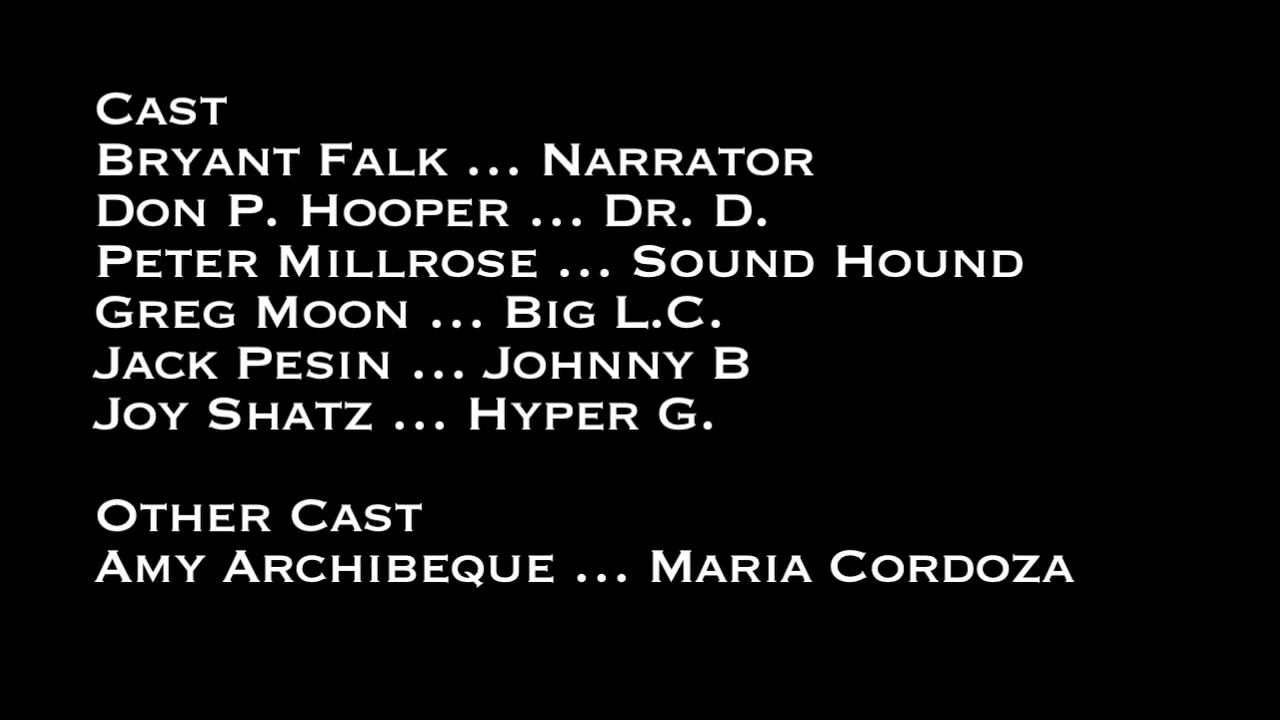 Cast
Bryant Falk ... Narrator
Don P. Hooper ... Dr. D.
Peter Millrose ... Sound Hound
Greg Moon ... Big L.C.
Jack Pesin ... Johnny B
Joy Shatz ... Hyper G.
Other Cast
Amy Archibeque ... Maria Cordoza